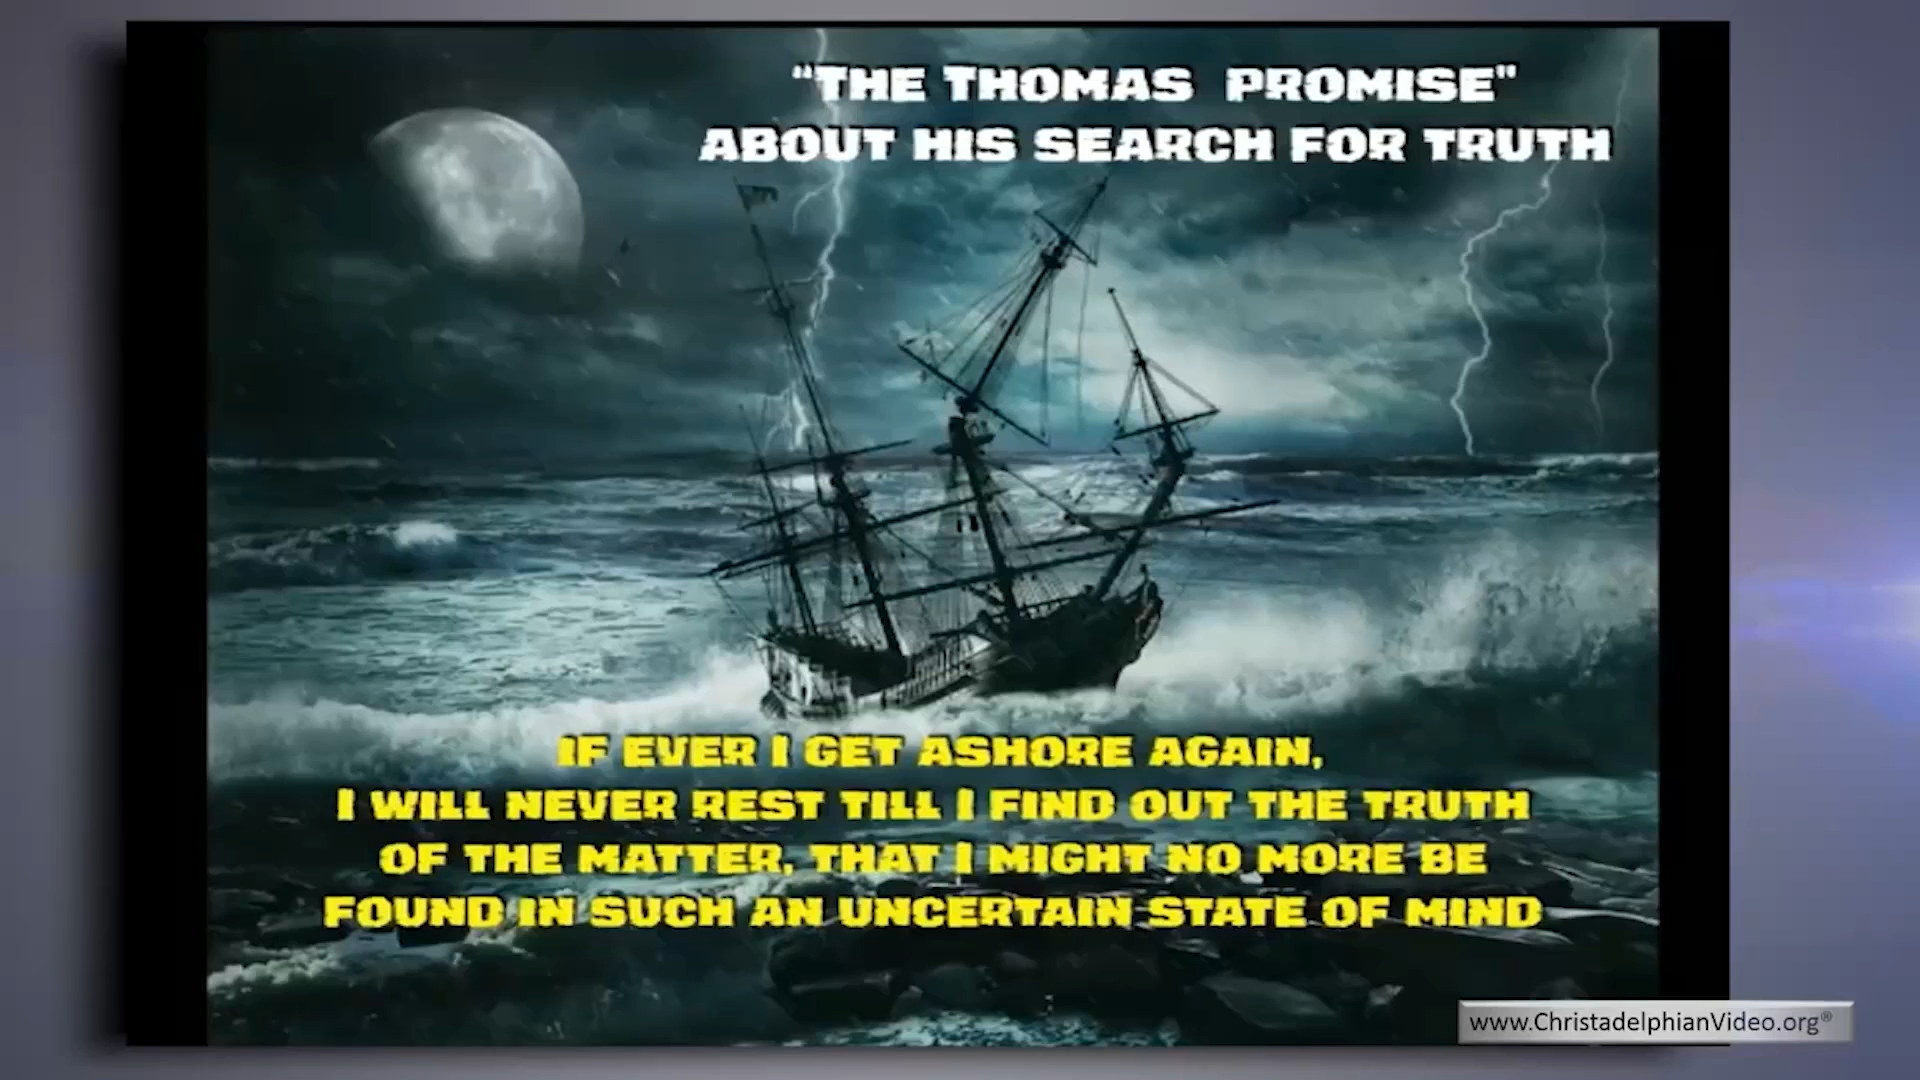 “THE THOMAS PROMISE"
ABOUT HIS SEARCH FOR TRUTH
IF EVER I GET ASHORE AGAIN,
I WILL NEVER REST TILL I FIND OUT THE TRUTH
OF THE MATTER, THAT I MIGHT NO MORE BE
FOUND IN SUCH AN UNCERTAIN STATE OF MIND
www.ChristadelphianVideo.org®